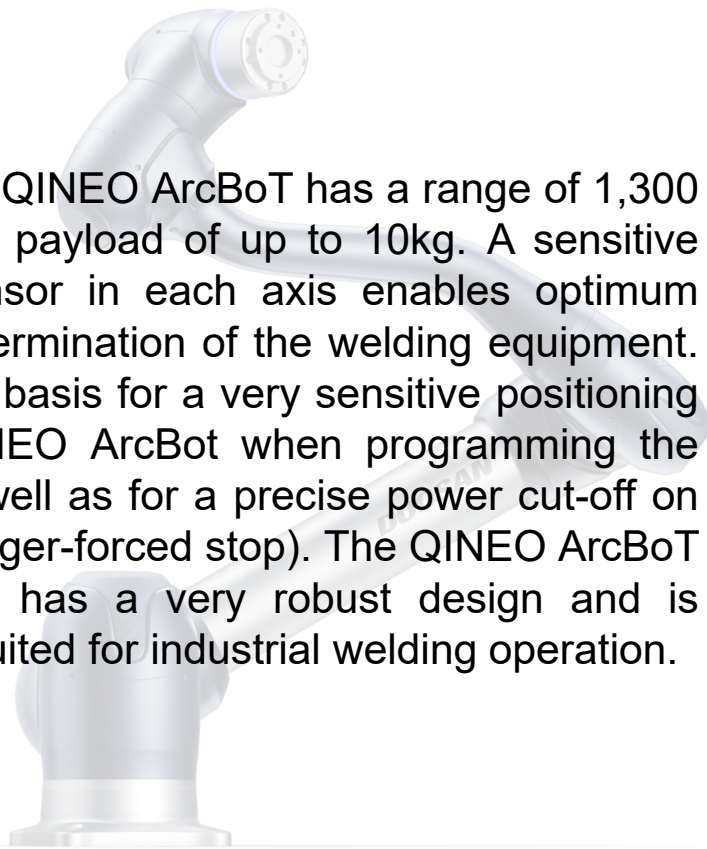 QINEO ArcBoT has a range of 1,300
payload of up to 10kg. A sensitive
nsor in each axis enables optimum
ermination of the welding equipment.
basis for a very sensitive positioning
NEO ArcBot when programming the
well as for a precise power cut-off on
ger-forced stop). The QINEO ArcBoT
has a very robust design and is
uited for industrial welding operation.
DOOSAN